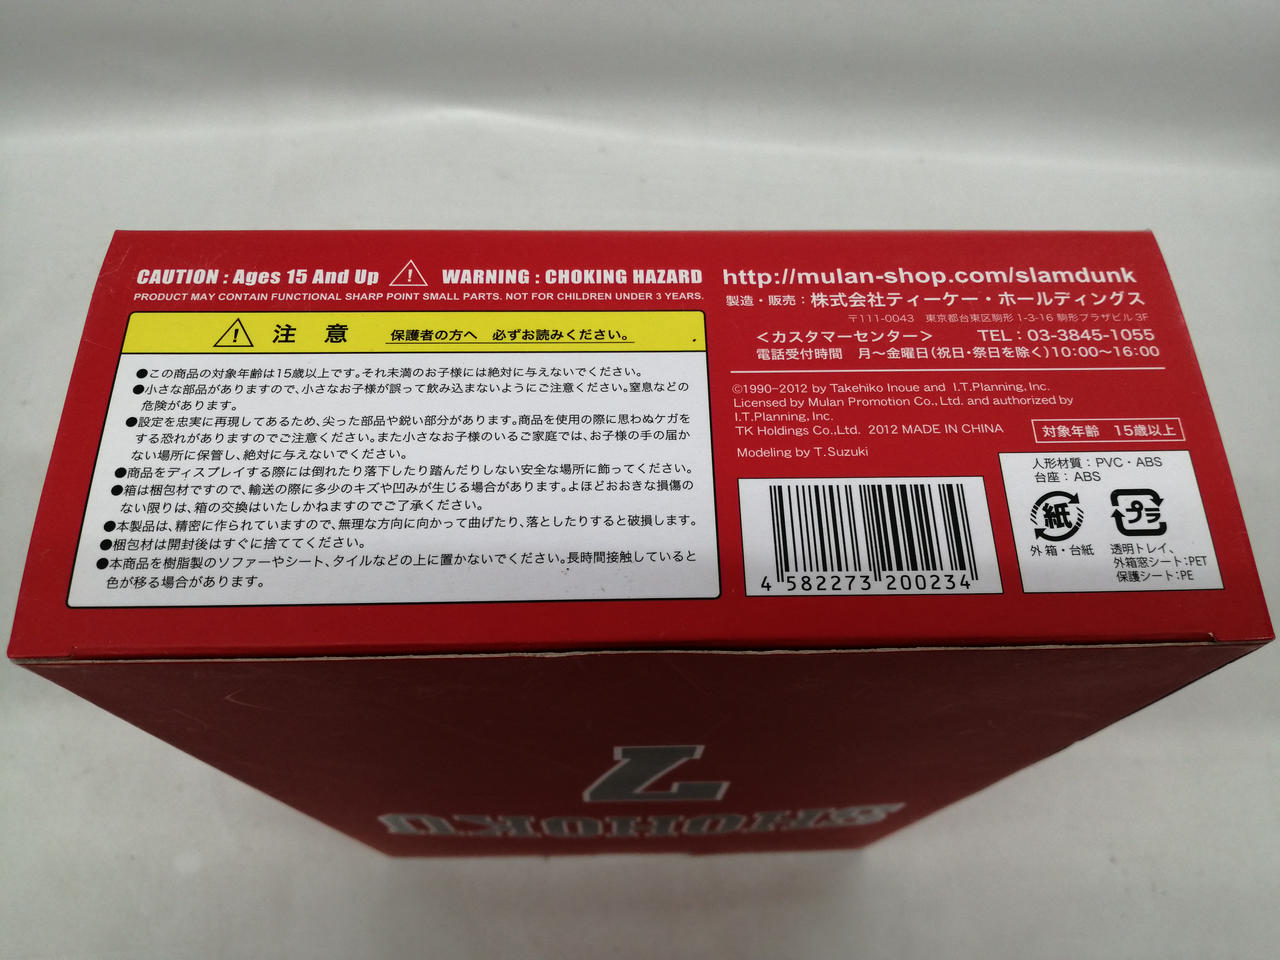 CAUTION : Ages 15 And Up WARNING : CHOKING HAZARD
PRODUCT MAY CONTAIN FUNCTIONAL SHARP POINT SMALL PARTS. NOT FOR CHILDREN UNDER 3 YEARS.
注意 保護者の方へ 必ずお読みください。
●この商品の対象年齢は15歳以上です。それ未満のお子様には絶対に与えないでください。
●小さな部品がありますので、小さなお子様が誤って飲み込まないようにご注意ください。窒息などの
危険があります。
●設定を忠実に再現してあるため、尖った部品や鋭い部分があります。商品を使用の際に思わぬケガを
する恐れがありますのでご注意ください。また小さなお子様のいるご家庭では、お子様の手の届か
ない場所に保管し、絶対に与えないでください。
●商品をディスプレイする際には倒れたり落下したり踏んだりしない安全な場所に飾ってください。
●箱は梱包材ですので、輸送の際に多少のキズや凹みが生じる場合があります。よほどおおきな損傷の
ない限りは、箱の交換はいたしかねますのでご了承ください。
●本製品は、精密に作られていますので、無理な方向に向かって曲げたり、落としたりすると破損します。
●梱包材は開封後はすぐに捨ててください。
●本商品を樹脂製のソファーやシート、タイルなどの上に置かないでください。長時間接触していると
色が移る場合があります。
http://mulan-shop.com/slamdunk
製造・販売：株式会社ティーケー・ホールディングス
〒111-0043 東京都台東区駒形 1-3-16 駒形プラザビル 3F
＜カスタマーセンター＞ TEL：03-3845-1055
電話受付時間 月～金曜日（祝日・祭日を除く）10:00～16:00
©1990-2012 by Takehiko Inoue and I.T.Planning, Inc.
Licensed by Mulan Promotion Co., Ltd. and authorized by
I.T.Planning, Inc.
TK Holdings Co.,Ltd. 2012 MADE IN CHINA
対象年齢 15歳以上
Modeling by T.Suzuki
4 582273 200234
人形材質：PVC・ABS
台座：ABS
紙
プラ
外箱・台紙
透明トレイ、
外箱窓シート：PET
保護シート：PE
7
SHOHOKU